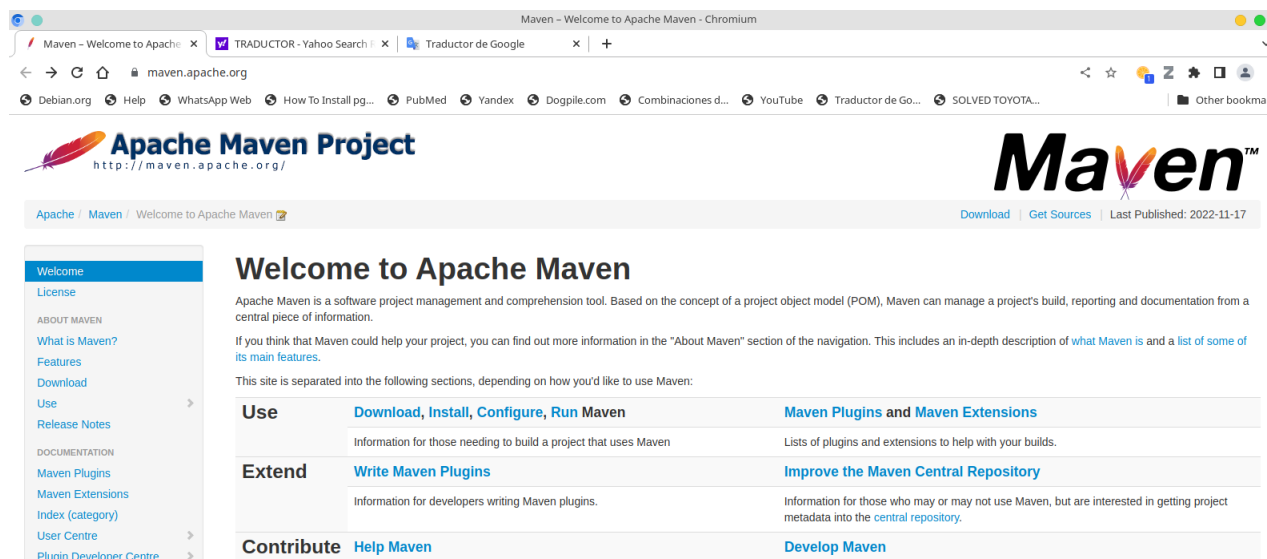 Maven – Welcome to Apache Maven - Chromium
Maven – Welcome to Apache
TRADUCTOR - Yahoo Search
Traductor de Google
maven.apache.org
1
Debian.org Help WhatsApp Web How To Install pg... PubMed Yandex Dogpile.com Combinaciones d... YouTube Traductor de Go... SOLVED TOYOTA... Other bookma
Apache Maven Project
http://maven.apache.org/
Maven™
Apache / Maven / Welcome to Apache Maven
Download | Get Sources | Last Published: 2022-11-17
Welcome
License
ABOUT MAVEN
What is Maven?
Features
Download
Use
Release Notes
DOCUMENTATION
Maven Plugins
Maven Extensions
Index (category)
User Centre
Plugin Developer Centre
Welcome to Apache Maven
Apache Maven is a software project management and comprehension tool. Based on the concept of a project object model (POM), Maven can manage a project's build, reporting and documentation from a
central piece of information.
If you think that Maven could help your project, you can find out more information in the "About Maven" section of the navigation. This includes an in-depth description of what Maven is and a list of some of
its main features.
This site is separated into the following sections, depending on how you'd like to use Maven:
Use
Download, Install, Configure, Run Maven
Information for those needing to build a project that uses Maven
Maven Plugins and Maven Extensions
Lists of plugins and extensions to help with your builds.
Extend
Write Maven Plugins
Information for developers writing Maven plugins.
Improve the Maven Central Repository
Information for those who may or may not use Maven, but are interested in getting project
metadata into the central repository.
Contribute
Help Maven
Develop Maven